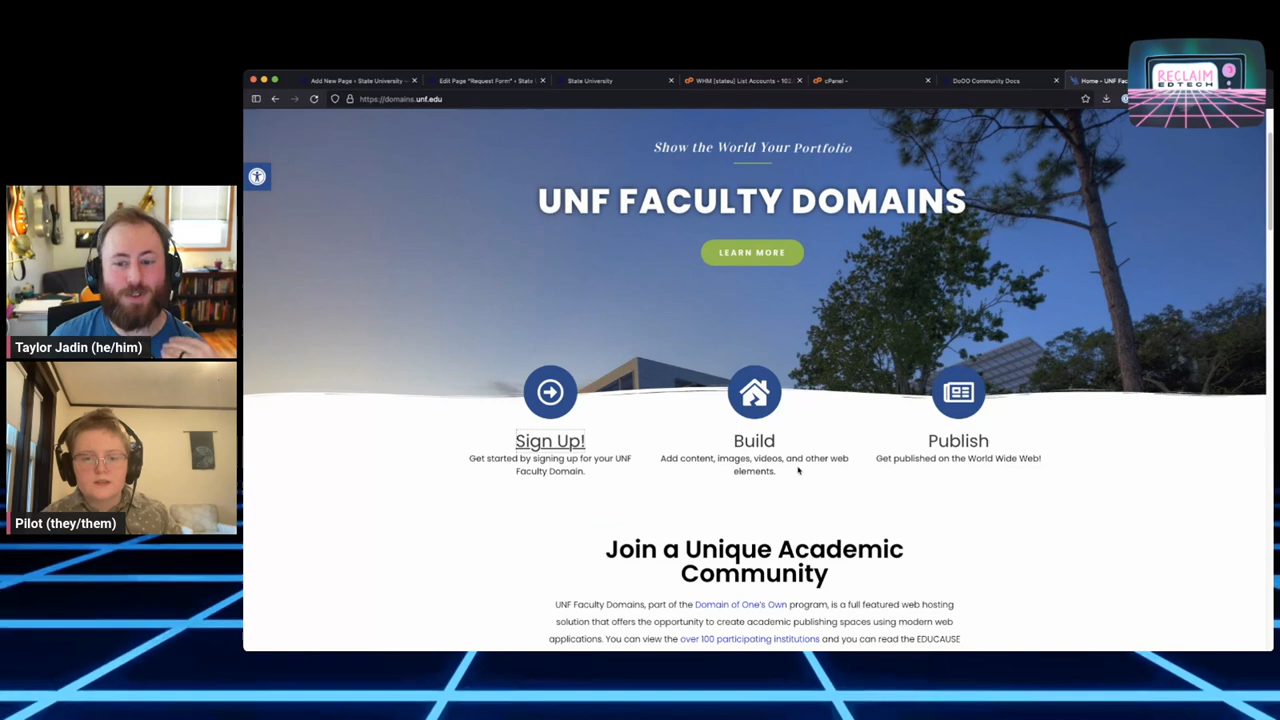 RECLAIM
EDTECH
Add New Page ‹ State University —
Edit Page "Request Form" ‹ State
State University
WHM [stateu] List Accounts - 102.
cPanel -
DoOO Community Docs
Home - UNF Fac
https://domains.unf.edu
Show the World Your Portfolio
UNF FACULTY DOMAINS
LEARN MORE
Sign Up!
Get started by signing up for your UNF
Faculty Domain.
Build
Add content, images, videos, and other web
elements.
Publish
Get published on the World Wide Web!
Join a Unique Academic
Community
UNF Faculty Domains, part of the Domain of One's Own program, is a full featured web hosting
solution that offers the opportunity to create academic publishing spaces using modern web
applications. You can view the over 100 participating institutions and you can read the EDUCAUSE
Taylor Jadin (he/him)
Pilot (they/them)